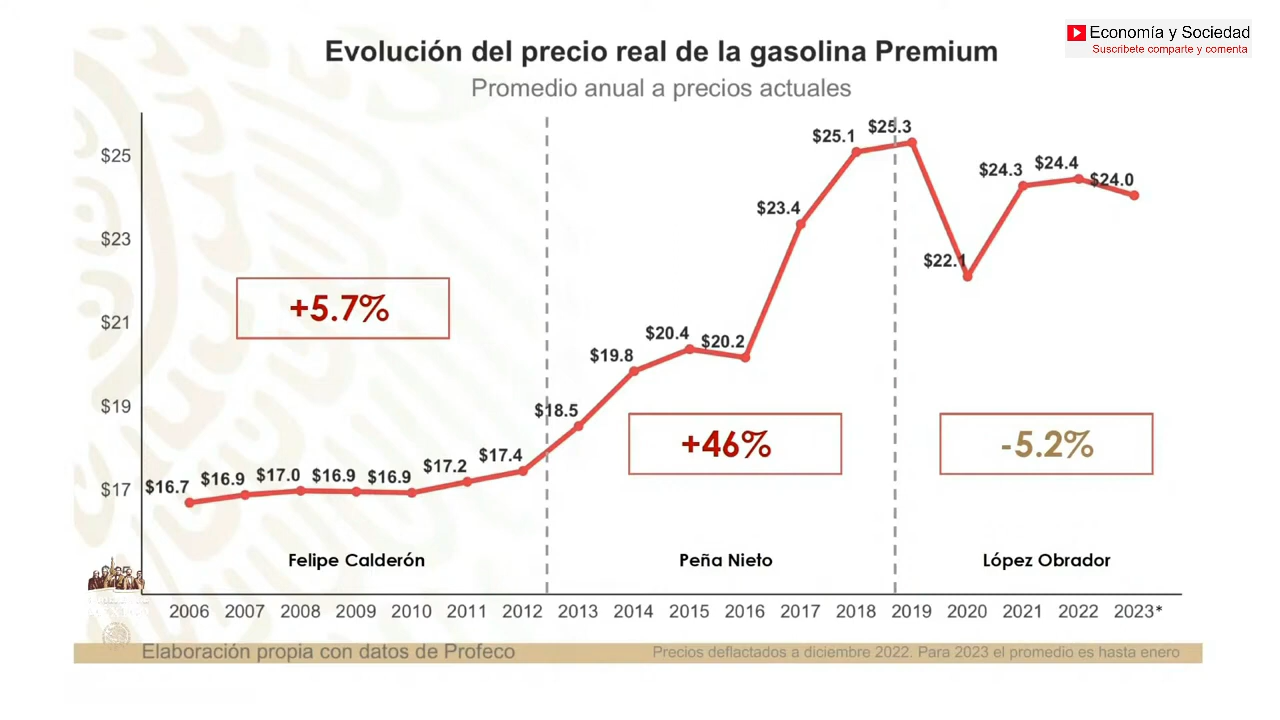 Economía y Sociedad
Suscribete comparte y comenta
Evolución del precio real de la gasolina Premium
Promedio anual a precios actuales
$25
$23
$21
$19
$17
$16.7
$16.9
$17.0
$16.9
$16.9
$17.2
$17.4
$18.5
$19.8
$20.4
$20.2
$23.4
$25.1
$25.3
$22.1
$24.3
$24.4
$24.0
+5.7%
+46%
-5.2%
Felipe Calderón
Peña Nieto
López Obrador
2006 2007 2008 2009 2010 2011 2012 2013 2014 2015 2016 2017 2018 2019 2020 2021 2022 2023*
Elaboración propia con datos de Profeco
Precios deflactados a diciembre 2022. Para 2023 el promedio es hasta enero